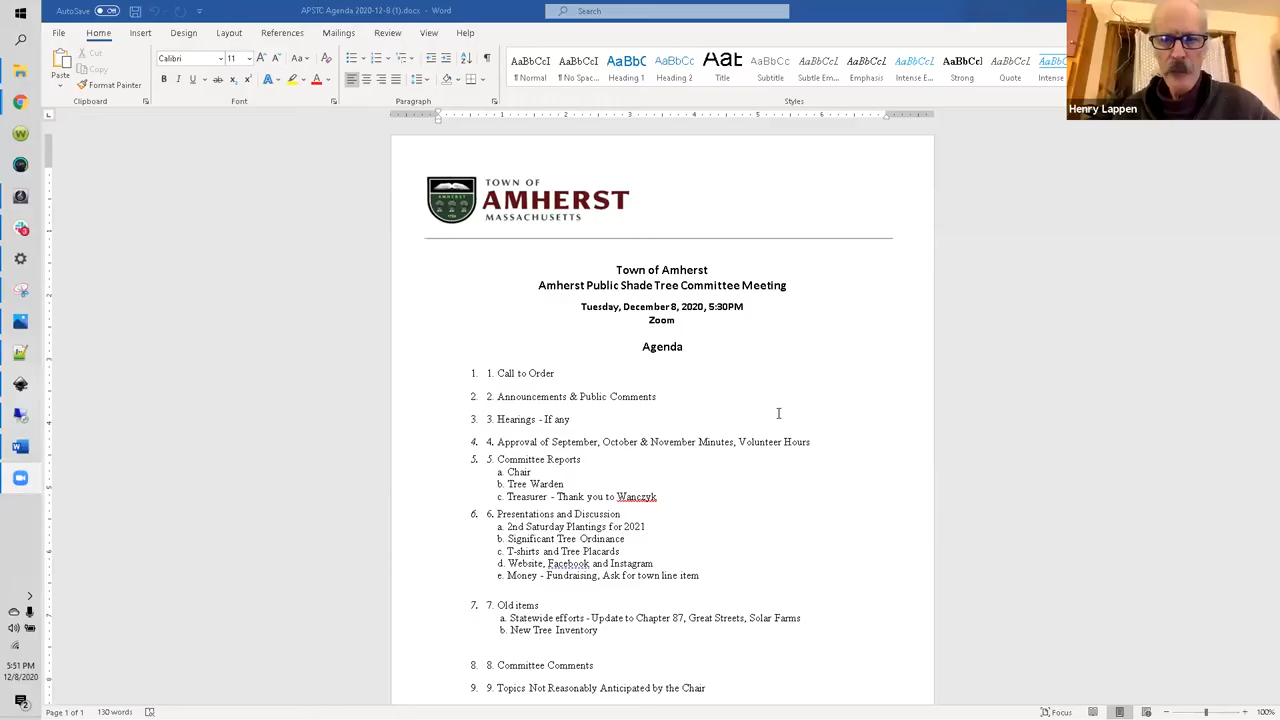 AutoSave
APSTC Agenda 2020-12-8 (1).docx - Word
Search
File Home Insert Design Layout References Mailings Review View Help
Paste
Cut
Copy
Format Painter
Calibri 11
Clipboard
Font
Paragraph
Styles
AaBbCcI AaBbCcI AaBbC AaBbCcI AaB AaBbCcI AaBbCcI AaBbCcI AaBbCcI AaBbCcI AaBbCcI
¶ Normal ¶ No Spac... Heading 1 Heading 2 Title Subtitle Subtle Em... Emphasis Intense E... Strong Quote Intense
Henry Lappen
1 2 3 4 5 6
TOWN OF
AMHERST
MASSACHUSETTS
Town of Amherst
Amherst Public Shade Tree Committee Meeting
Tuesday, December 8, 2020, 5:30PM
Zoom
Agenda
1. 1. Call to Order
2. 2. Announcements & Public Comments
3. 3. Hearings - If any
4. 4. Approval of September, October & November Minutes, Volunteer Hours
5. 5. Committee Reports
a. Chair
b. Tree Warden
c. Treasurer - Thank you to Wanczyk
6. 6. Presentations and Discussion
a. 2nd Saturday Plantings for 2021
b. Significant Tree Ordinance
c. T-shirts and Tree Placards
d. Website, Facebook and Instagram
e. Money - Fundraising, Ask for town line item
7. 7. Old items
a. Statewide efforts - Update to Chapter 87, Great Streets, Solar Farms
b. New Tree Inventory
8. 8. Committee Comments
9. 9. Topics Not Reasonably Anticipated by the Chair
5:51 PM
12/8/2020
Page 1 of 1 130 words
Focus
100%